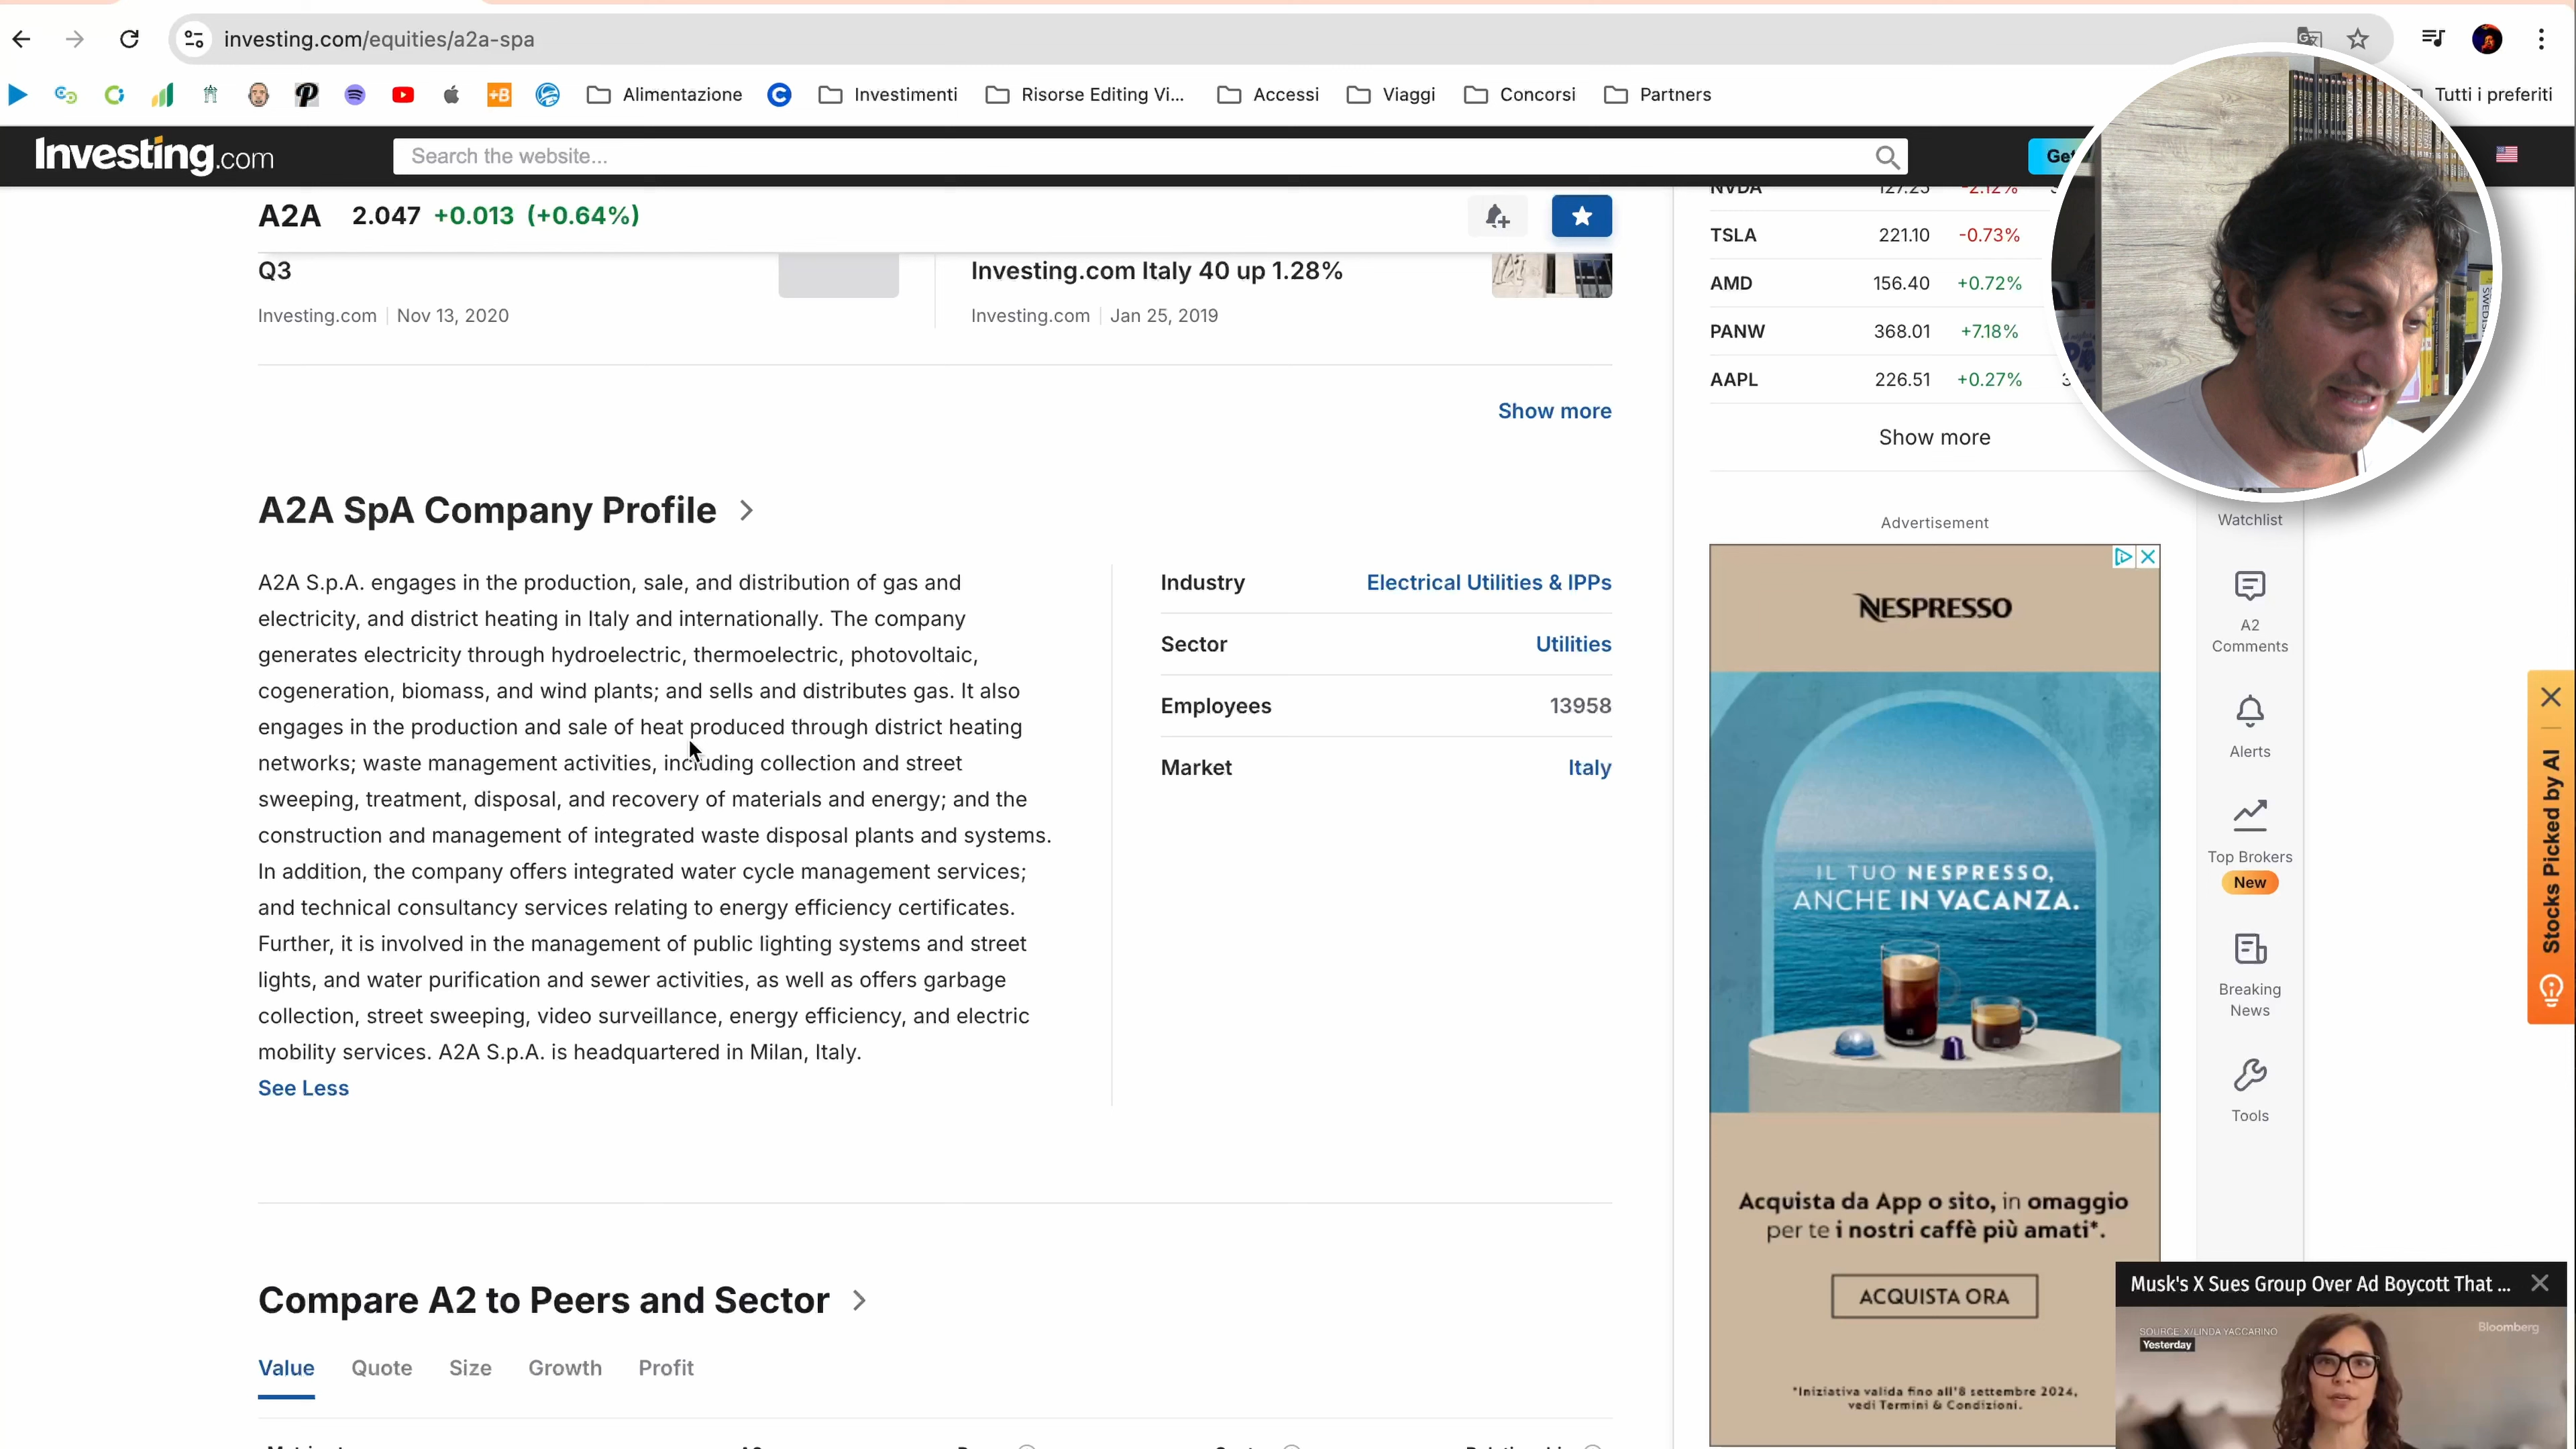 investing.com/equities/a2a-spa
Alimentazione
Investimenti
Risorse Editing Vi...
Accessi
Viaggi
Concorsi
Partners
Tutti i preferiti
Investing.com
Search the website...
A2A 2.047 +0.013 (+0.64%)
Q3
Investing.com | Nov 13, 2020
Investing.com Italy 40 up 1.28%
Investing.com | Jan 25, 2019
Show more
A2A SpA Company Profile
A2A S.p.A. engages in the production, sale, and distribution of gas and
electricity, and district heating in Italy and internationally. The company
generates electricity through hydroelectric, thermoelectric, photovoltaic,
cogeneration, biomass, and wind plants; and sells and distributes gas. It also
engages in the production and sale of heat produced through district heating
networks; waste management activities, including collection and street
sweeping, treatment, disposal, and recovery of materials and energy; and the
construction and management of integrated waste disposal plants and systems.
In addition, the company offers integrated water cycle management services;
and technical consultancy services relating to energy efficiency certificates.
Further, it is involved in the management of public lighting systems and street
lights, and water purification and sewer activities, as well as offers garbage
collection, street sweeping, video surveillance, energy efficiency, and electric
mobility services. A2A S.p.A. is headquartered in Milan, Italy.
See Less
Industry Electrical Utilities & IPPs
Sector Utilities
Employees 13958
Market Italy
Compare A2 to Peers and Sector
Value Quote Size Growth Profit
NVDA 127.25 -2.12%
TSLA 221.10 -0.73%
AMD 156.40 +0.72%
PANW 368.01 +7.18%
AAPL 226.51 +0.27%
Show more
Advertisement
NESPRESSO
IL TUO NESPRESSO,
ANCHE IN VACANZA.
Acquista da App o sito, in omaggio
per te i nostri caffè più amati*.
ACQUISTA ORA
*Iniziativa valida fino all'8 settembre 2024,
vedi Termini & Condizioni.
Watchlist
A2
Comments
Alerts
Top Brokers
New
Breaking
News
Tools
Stocks Picked by AI
Musk's X Sues Group Over Ad Boycott That ...
SOURCE: X/LINDA YACCARINO
Yesterday
Bloomberg